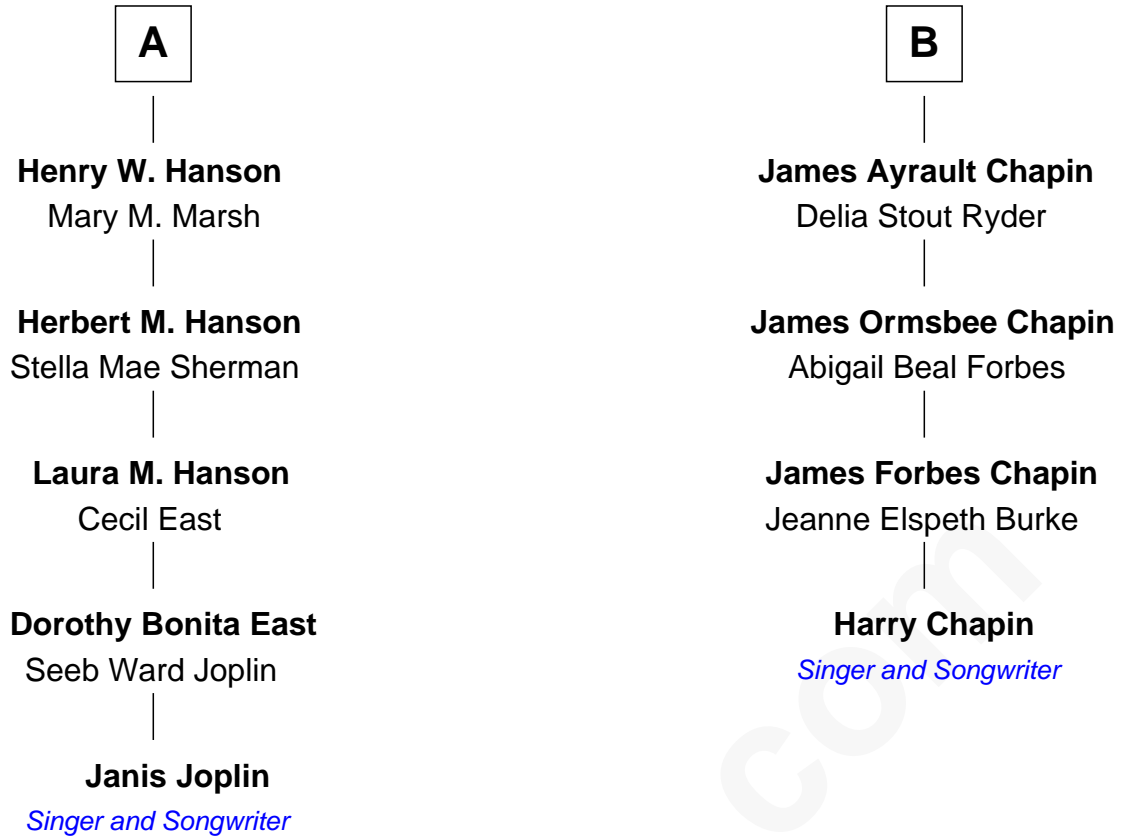 A
Henry W. Hanson
Mary M. Marsh
Herbert M. Hanson
Stella Mae Sherman
Laura M. Hanson
Cecil East
Dorothy Bonita East
Seeb Ward Joplin
Janis Joplin
Singer and Songwriter
B
James Ayrault Chapin
Delia Stout Ryder
James Ormsbee Chapin
Abigail Beal Forbes
James Forbes Chapin
Jeanne Elspeth Burke
Harry Chapin
Singer and Songwriter
com